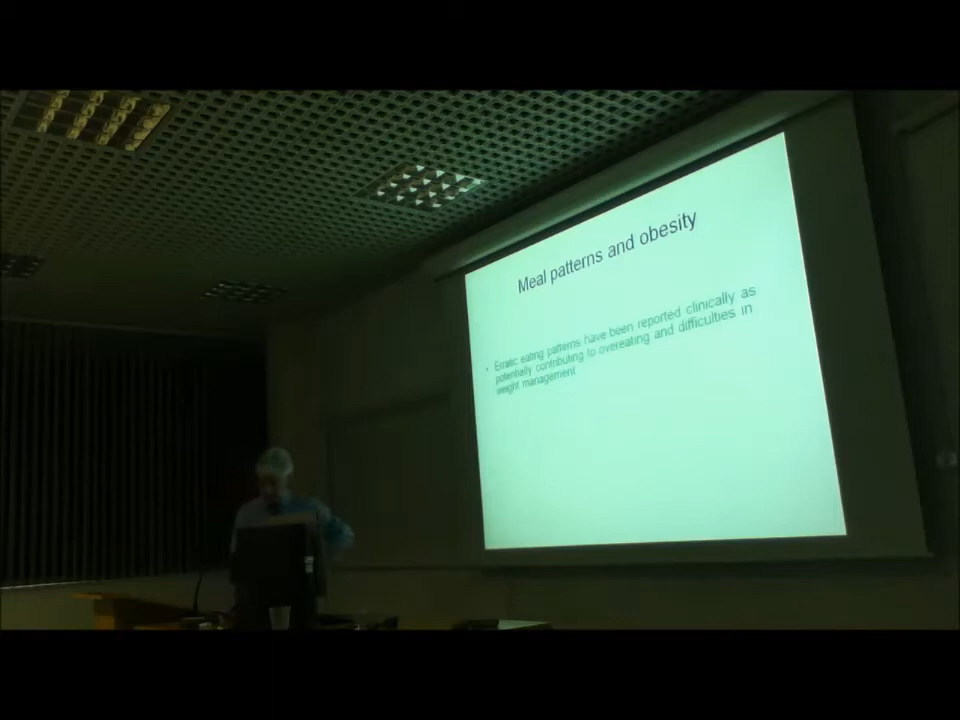 Meal patterns and obesity
• Erratic eating patterns have been reported clinically as
potentially contributing to overeating and difficulties in
weight management